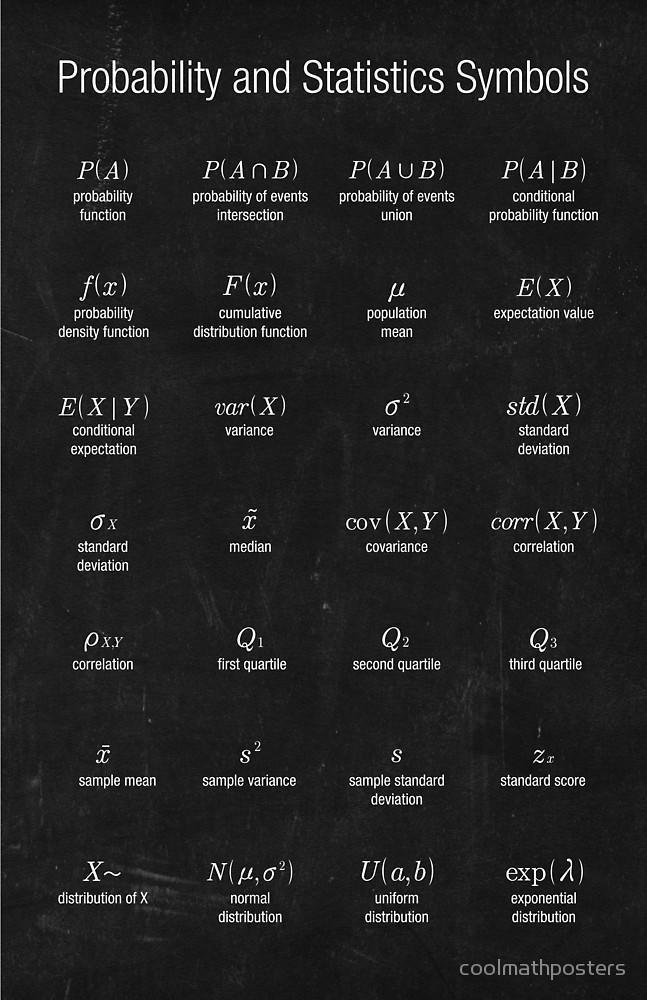 Probability and Statistics Symbols
P(A) P(A ∩ B) P(A ∪ B) P(A | B)
probability probability of events probability of events conditional
function intersection union probability function
f(x) F(x) μ E(X)
probability cumulative population expectation value
density function distribution function mean
E(X | Y) var(X) σ² std(X)
conditional variance variance standard
expectation deviation
σ_X x̃ cov(X,Y) corr(X,Y)
standard median covariance correlation
deviation
ρ_X,Y Q₁ Q₂ Q₃
correlation first quartile second quartile third quartile
x̄ s² s z_x
sample mean sample variance sample standard standard score
deviation
X~ N(μ,σ²) U(a,b) exp(λ)
distribution of X normal uniform exponential
distribution distribution distribution
coolmathposters